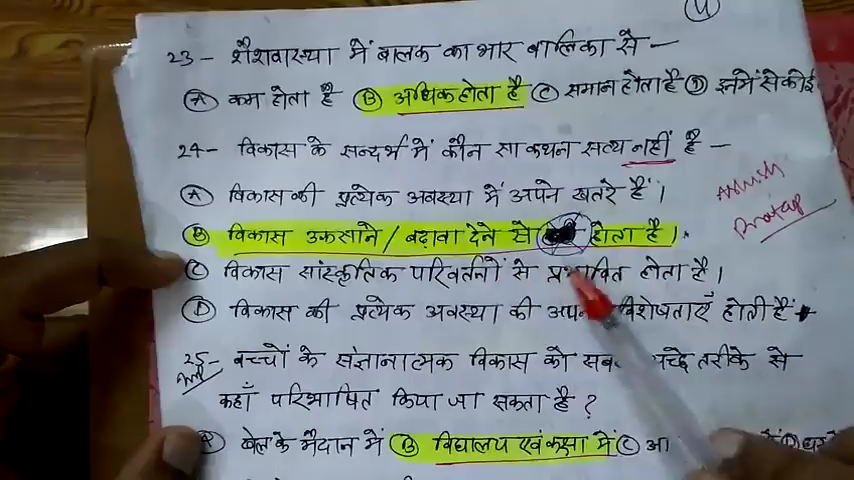 23- शैशवास्था में बालक का भार बालिका से -
(A) कम होता है (B) अधिक होता है (C) समान होता है (D) इनमें से कोई
24- विकास के सन्दर्भ में कौन सा कथन सत्य नहीं है -
(A) विकास की प्रत्येक अवस्था में अपने खतरे हैं।
(B) विकास उकसाने / बढ़ावा देने से होता है।
(C) विकास सांस्कृतिक परिवर्तनों से प्रभावित होता है।
(D) विकास की प्रत्येक अवस्था की अपनी विशेषताएँ होती हैं
25- बच्चों के संज्ञानात्मक विकास को सबसे अच्छे तरीके से
कहाँ परिभाषित किया जा सकता है ?
(A) खेल के मैदान में (B) विद्यालय एवं कक्षा में (C)